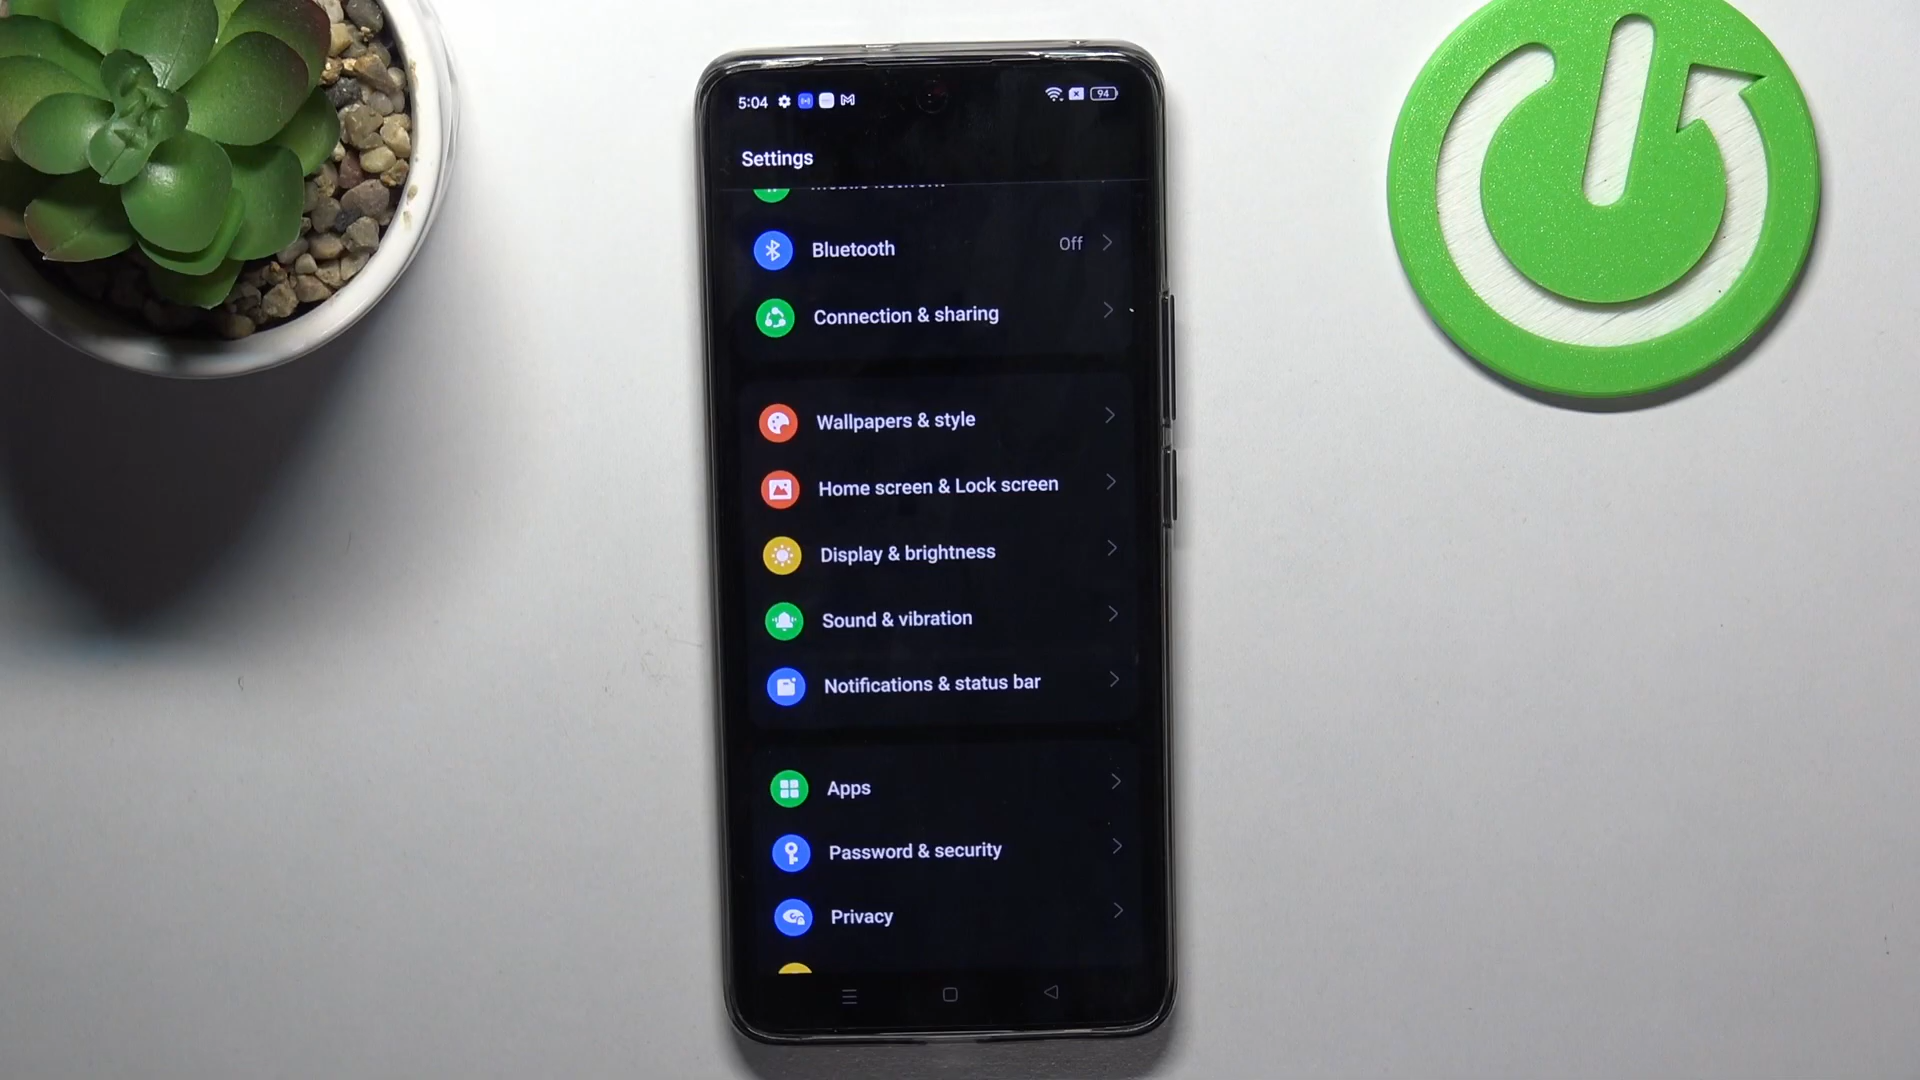 5:04
94
Settings
Bluetooth
Off
Connection & sharing
Wallpapers & style
Home screen & Lock screen
Display & brightness
Sound & vibration
Notifications & status bar
Apps
Password & security
Privacy